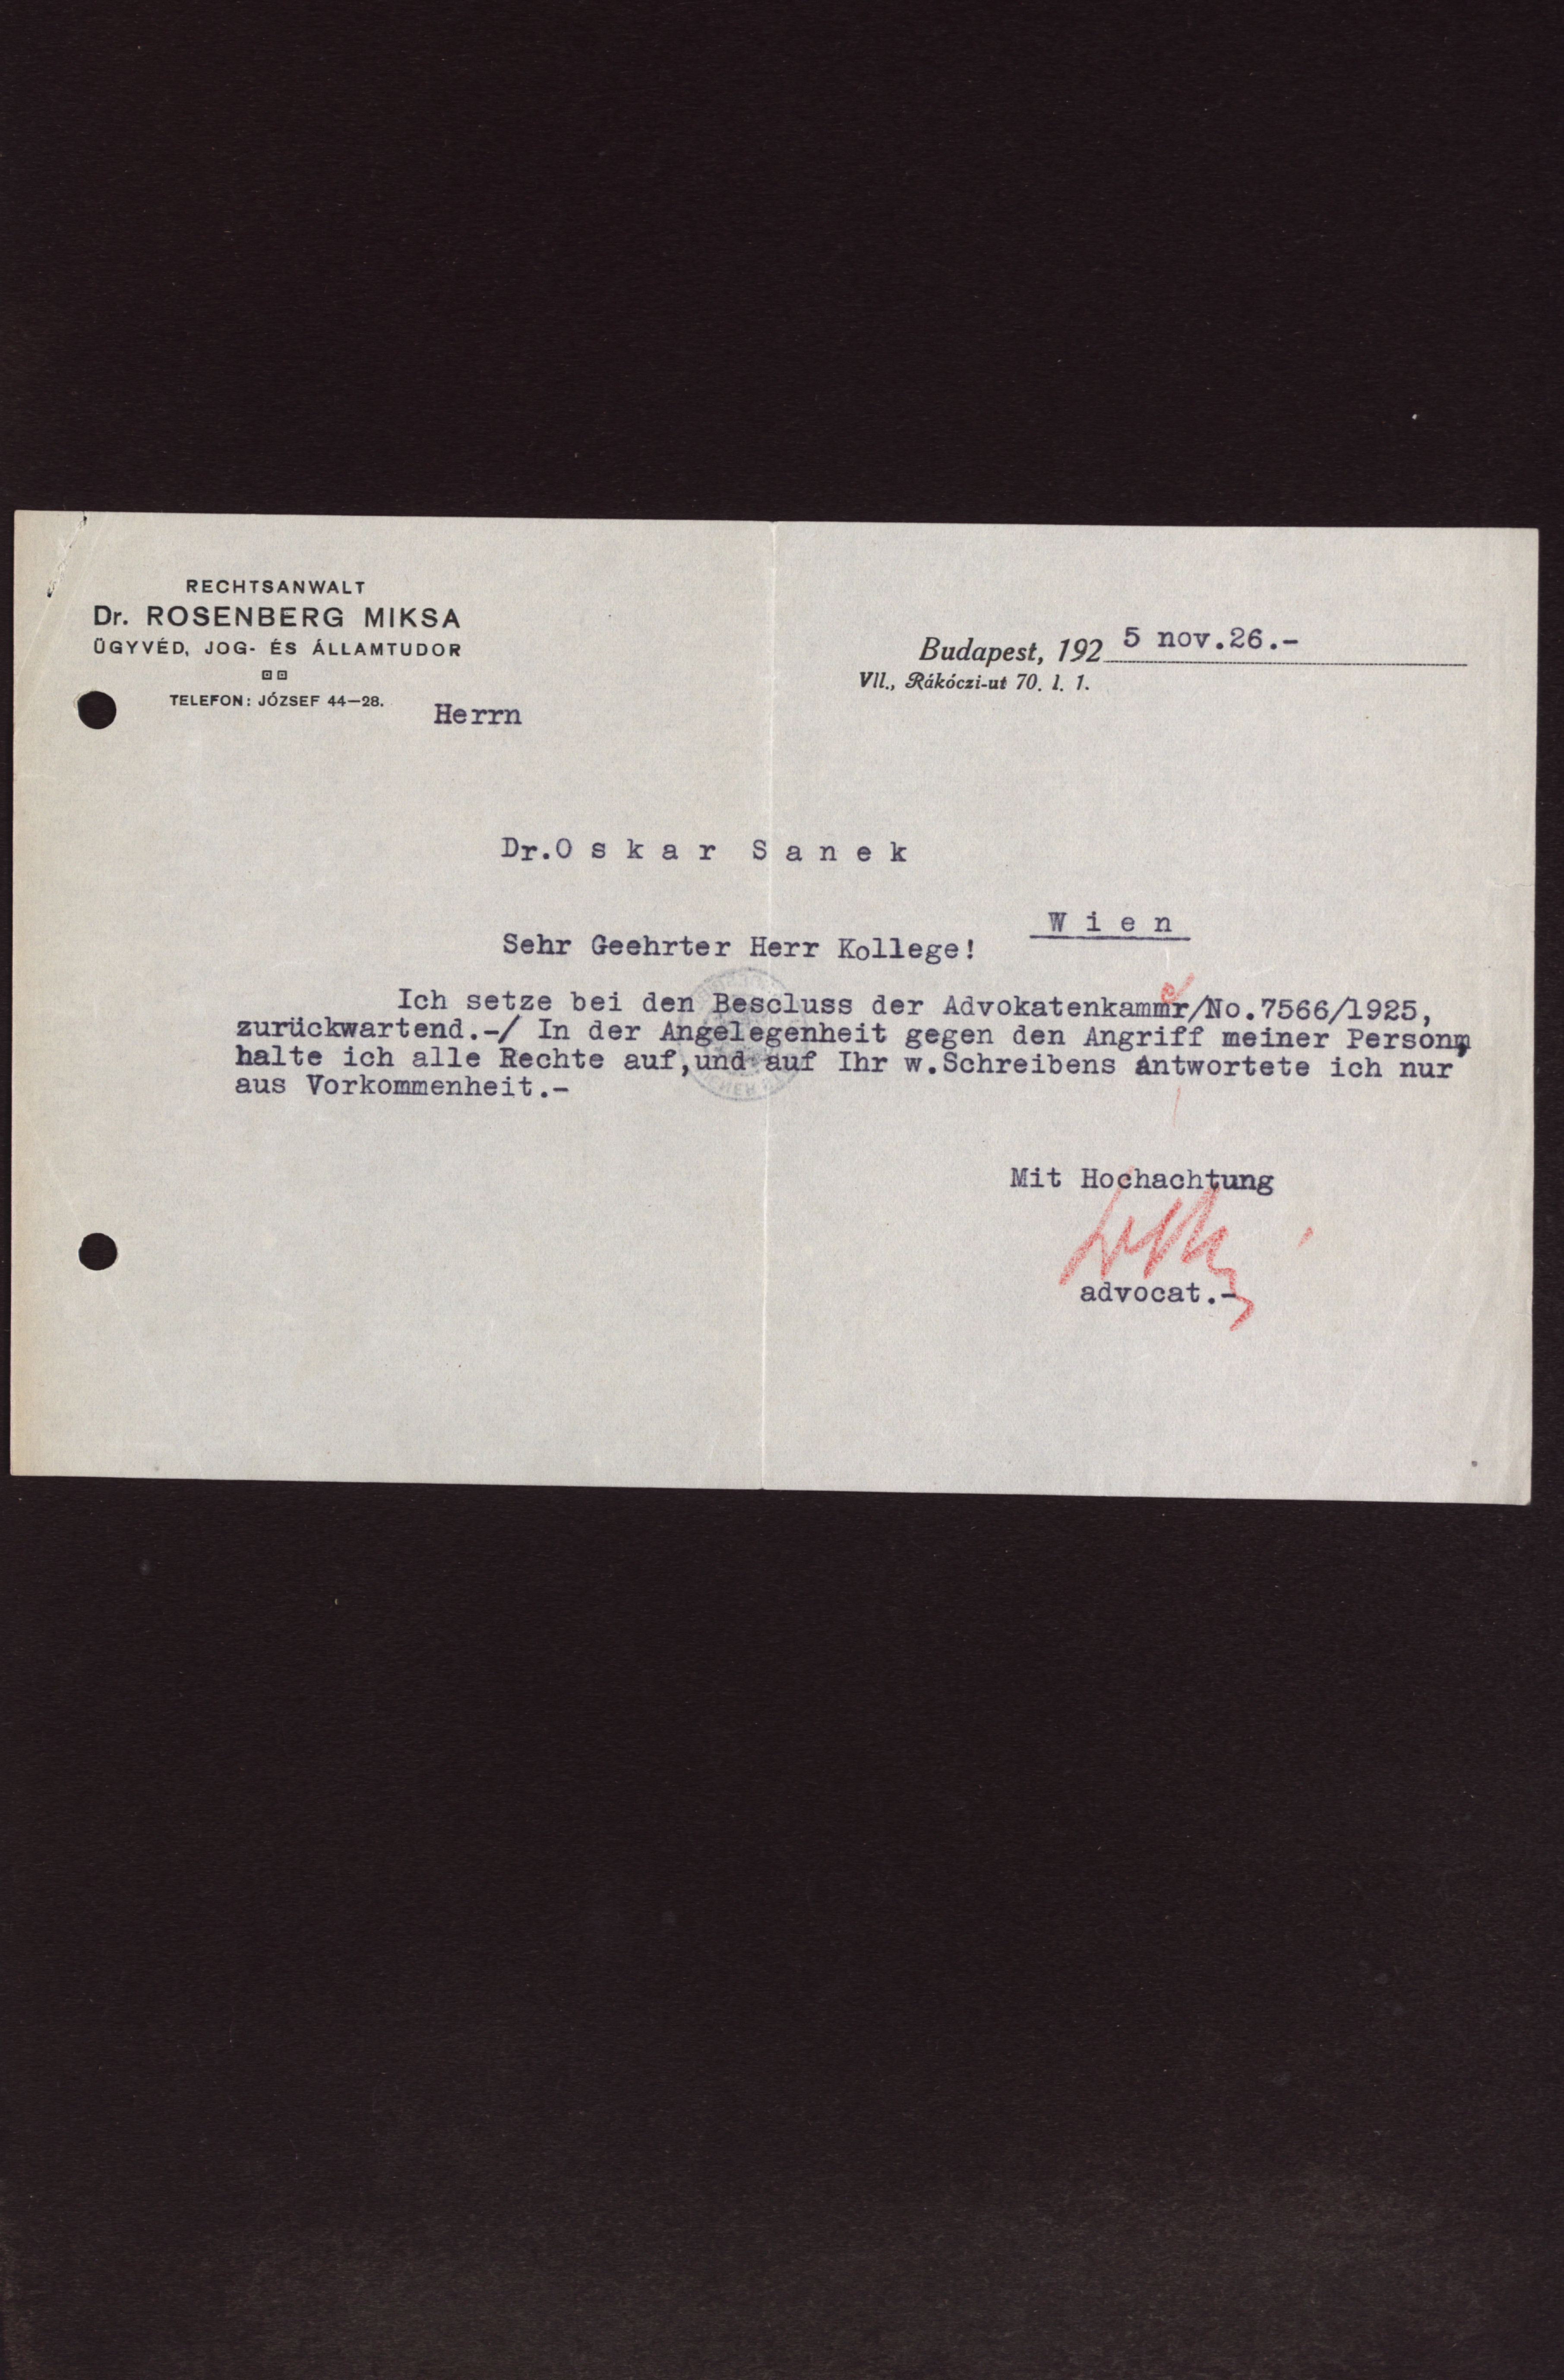 RECHTSANWALT
Dr. ROSENBERG MIKSA
ÜGYVÉD, JOG- ÉS ÁLLAMTUDOR
TELEFON: JÓZSEF 44—28.
Budapest, 192 5 nov.26.-
VII., Rákóczi-ut 70. I. 1.
Herrn
Dr.O s k a r S a n e k
W i e n
Sehr Geehrter Herr Kollege!
Ich setze bei den Bescluss der Advokatenkammer/No.7566/1925,
zurückwartend.-/ In der Angelegenheit gegen den Angriff meiner Person,
halte ich alle Rechte auf,und auf Ihr w.Schreibens Antwortete ich nur
aus Vorkommenheit.-
Mit Hochachtung
advocat.-